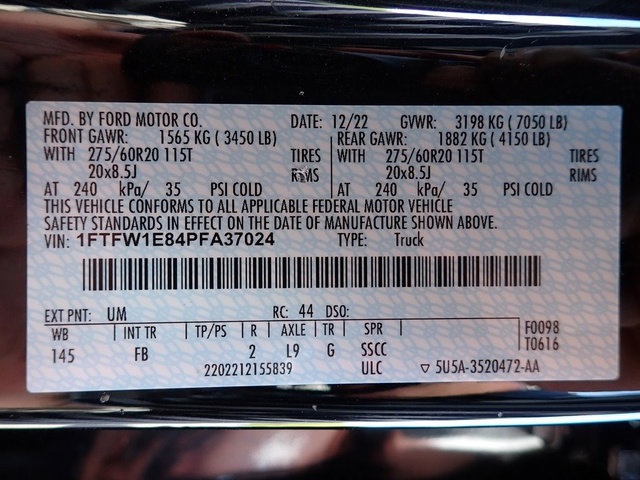 MFD. BY FORD MOTOR CO. DATE: 12/22 GVWR: 3198 KG ( 7050 LB)
FRONT GAWR: 1565 KG ( 3450 LB) REAR GAWR: 1882 KG ( 4150 LB)
WITH 275/60R20 115T TIRES WITH 275/60R20 115T TIRES
20x8.5J RIMS 20x8.5J RIMS
AT 240 kPa/ 35 PSI COLD AT 240 kPa/ 35 PSI COLD
THIS VEHICLE CONFORMS TO ALL APPLICABLE FEDERAL MOTOR VEHICLE
SAFETY STANDARDS IN EFFECT ON THE DATE OF MANUFACTURE SHOWN ABOVE.
VIN: 1FTFW1E84PFA37024 TYPE: Truck
EXT PNT: UM RC: 44 DSO:
WB INT TR TP/PS R AXLE TR SPR F0098
145 FB 2 L9 G SSCC T0616
2202212155839 ULC ▽ 5U5A-3520472-AA